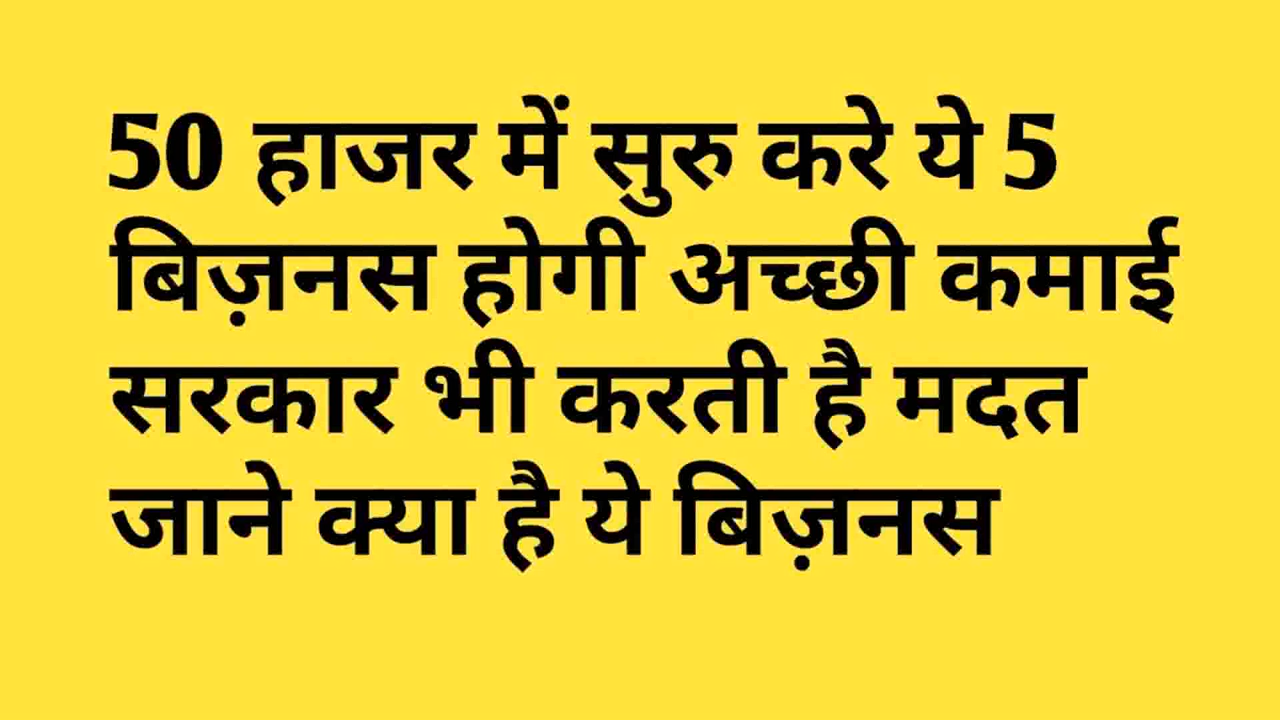 50 हाजर में सुरु करे ये 5
बिज़नस होगी अच्छी कमाई
सरकार भी करती है मदत
जाने क्या है ये बिज़नस